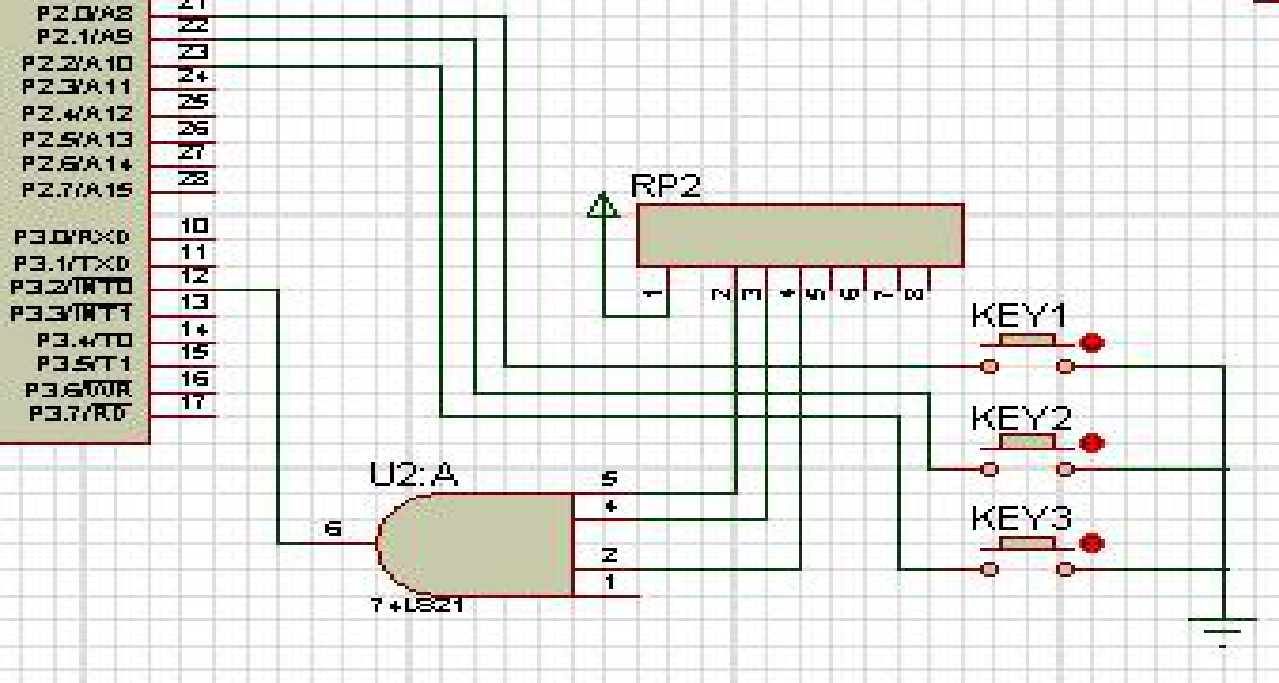 P2.0/A8 21
P2.1/A9 22
P2.2/A10 23
P2.3/A11 24
P2.4/A12 25
P2.5/A13 26
P2.6/A14 27
P2.7/A15 28
P3.0/RXD 10
P3.1/TXD 11
P3.2/INT0 12
P3.3/INT1 13
P3.4/T0 14
P3.5/T1 15
P3.6/WR 16
P3.7/RD 17
RP2
1 2 3 4 5 6 7 8
KEY1
KEY2
KEY3
U2:A
5
4
6
2
1
74LS21